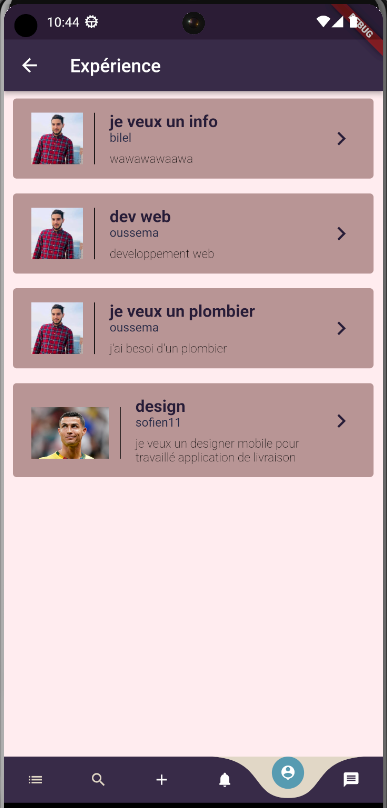 10:44
DEBUG
Expérience
je veux un info
bilel
wawawawaawa
dev web
oussema
developpement web
je veux un plombier
oussema
j'ai besoi d'un plombier
design
sofien11
je veux un designer mobile pour
travaillé application de livraison